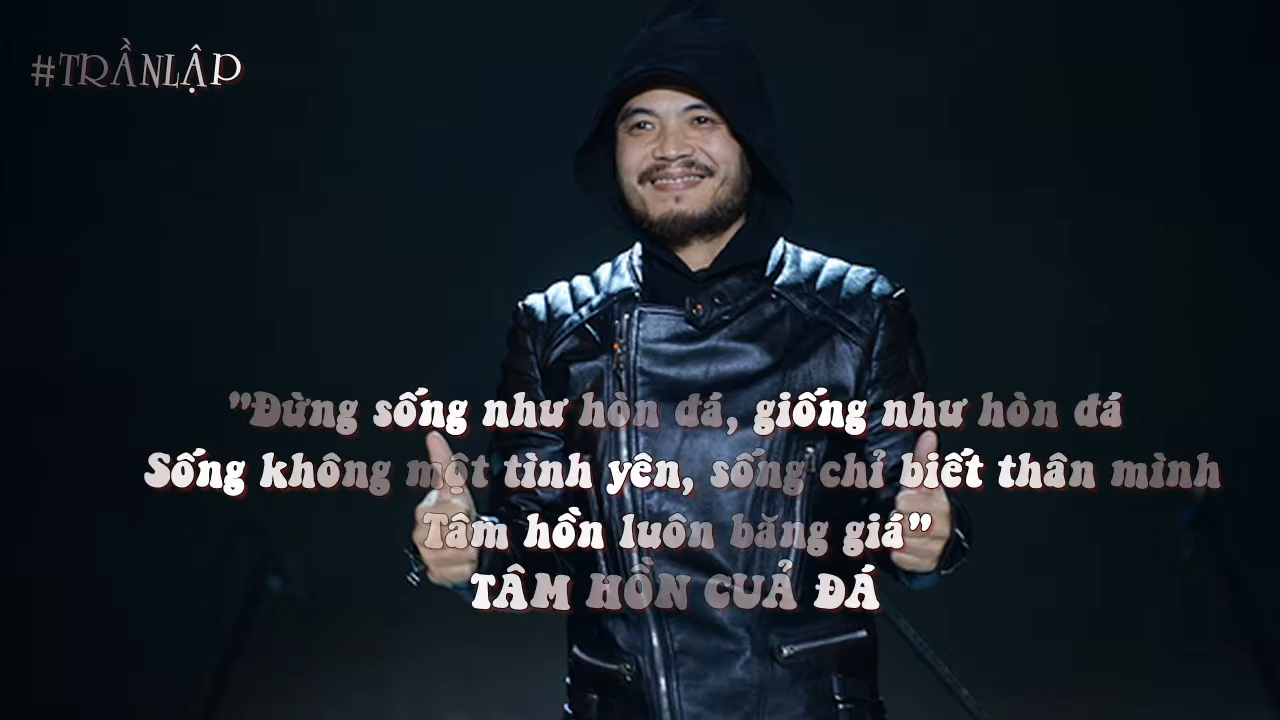 #TRẦNLẬP
"Đừng sống như hòn đá, giống như hòn đá
Sống không một tình yên, sống chỉ biết thân mình
Tâm hồn luôn băng giá"
TÂM HỒN CUẢ ĐÁ